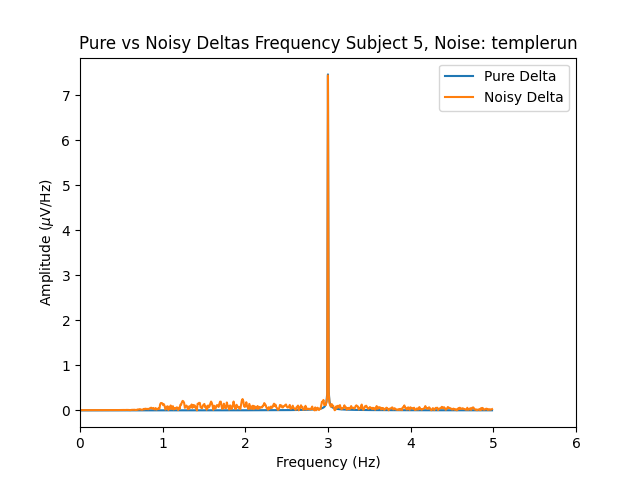 Pure vs Noisy Deltas Frequency Subject 5, Noise: templerun
Pure Delta
Noisy Delta
Amplitude (μV/Hz)
7
6
5
4
3
2
1
0
0 1 2 3 4 5 6
Frequency (Hz)